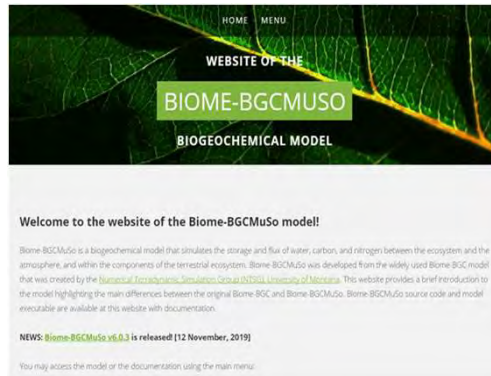 HOME MENU
WEBSITE OF THE
BIOME-BGCMUSO
BIOGEOCHEMICAL MODEL
Welcome to the website of the Biome-BGCMuSo model!
Biome-BGCMuSo is a biogeochemical model that simulates the storage and flux of water, carbon, and nitrogen between the ecosystem and the
atmosphere, and within the components of the terrestrial ecosystem. Biome-BGCMuSo was developed from the widely used Biome-BGC model
that was created by the Numerical Terradynamic Simulation Group (NTSG), University of Montana. This website provides a brief introduction to
the model highlighting the main differences between the original Biome-BGC and Biome-BGCMuSo. Biome-BGCMuSo source code and model
executable are available at this website with documentation.
NEWS: Biome-BGCMuSo v6.0.3 is released! [12 November, 2019]
You may access the model or the documentation using the main menu: